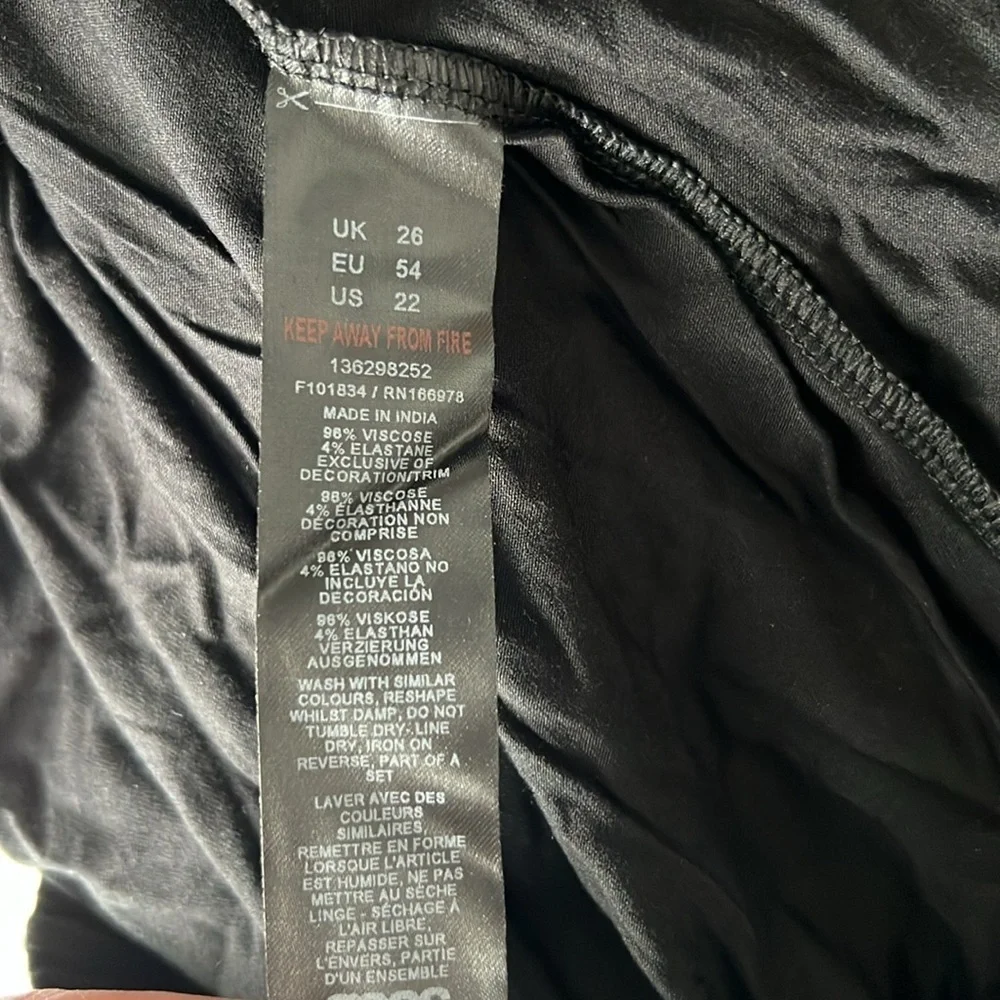 UK 26
EU 54
US 22
KEEP AWAY FROM FIRE
136298252
F101834 / RN166978
MADE IN INDIA
96% VISCOSE
4% ELASTANE
EXCLUSIVE OF
DECORATION/TRIM
96% VISCOSE
4% ÉLASTHANNE
DÉCORATION NON
COMPRISE
96% VISCOSA
4% ELASTANO NO
INCLUYE LA
DECORACIÓN
96% VISKOSE
4% ELASTHAN
VERZIERUNG
AUSGENOMMEN
WASH WITH SIMILAR
COLOURS, RESHAPE
WHILST DAMP, DO NOT
TUMBLE DRY-LINE
DRY, IRON ON
REVERSE, PART OF A
SET
LAVER AVEC DES
COULEURS
SIMILAIRES,
REMETTRE EN FORME
LORSQUE L'ARTICLE
EST HUMIDE, NE PAS
METTRE AU SÈCHE
LINGE - SÉCHAGE À
L'AIR LIBRE,
REPASSER SUR
L'ENVERS, PARTIE
D'UN ENSEMBLE